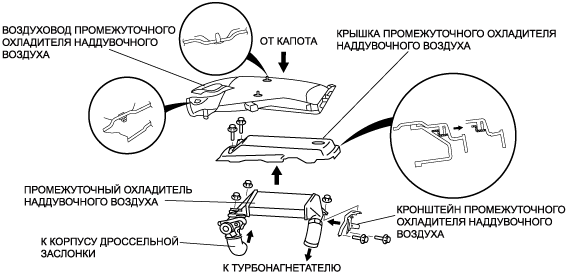 ВОЗДУХОВОД ПРОМЕЖУТОЧНОГО
ОХЛАДИТЕЛЯ НАДДУВОЧНОГО
ВОЗДУХА
ОТ КАПОТА
КРЫШКА ПРОМЕЖУТОЧНОГО ОХЛАДИТЕЛЯ
НАДДУВОЧНОГО ВОЗДУХА
ПРОМЕЖУТОЧНЫЙ ОХЛАДИТЕЛЬ
НАДДУВОЧНОГО ВОЗДУХА
КРОНШТЕЙН ПРОМЕЖУТОЧНОГО
ОХЛАДИТЕЛЯ НАДДУВОЧНОГО
ВОЗДУХА
К КОРПУСУ ДРОССЕЛЬНОЙ
ЗАСЛОНКИ
К ТУРБОНАГНЕТАТЕЛЮ